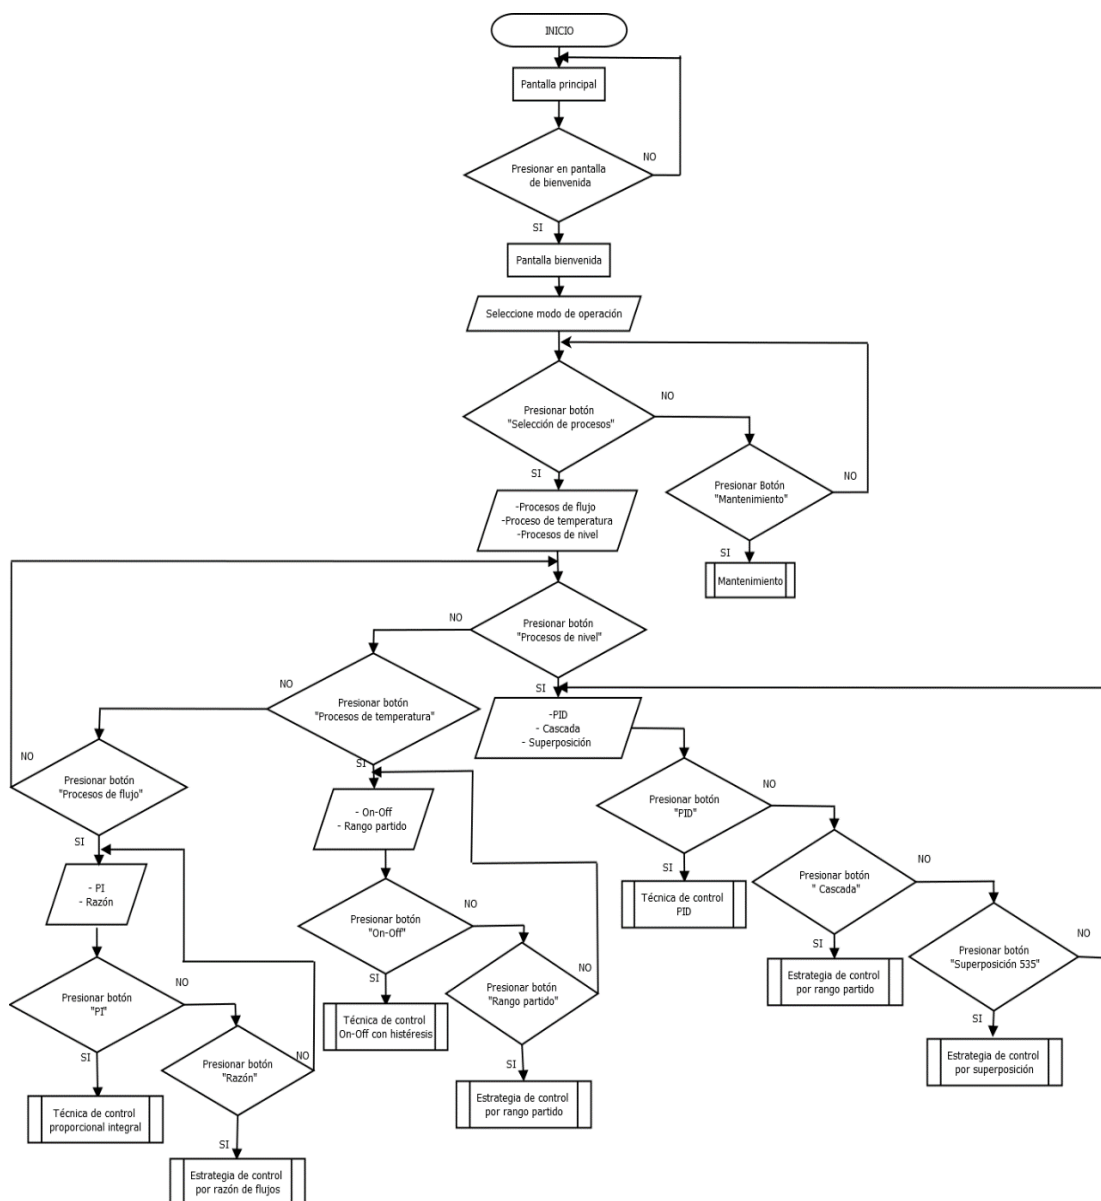 INICIO
Pantalla principal
Presionar en pantalla
de bienvenida
NO
SI
Pantalla bienvenida
Seleccione modo de operación
Presionar botón
"Selección de procesos"
NO
SI
Presionar Botón
"Mantenimiento"
NO
SI
Mantenimiento
-Procesos de flujo
-Proceso de temperatura
-Procesos de nivel
Presionar botón
"Procesos de nivel"
NO
SI
Presionar botón
"Procesos de temperatura"
NO
SI
Presionar botón
"Procesos de flujo"
NO
SI
- PI
- Razón
Presionar botón
"PI"
NO
SI
Técnica de control
proporcional integral
Presionar botón
"Razón"
NO
SI
Estrategia de control
por razón de flujos
- On-Off
- Rango partido
Presionar botón
"On-Off"
NO
SI
Técnica de control
On-Off con histéresis
Presionar botón
"Rango partido"
NO
SI
Estrategia de control
por rango partido
-PID
- Cascada
- Superposición
Presionar botón
"PID"
NO
SI
Técnica de control
PID
Presionar botón
" Cascada"
NO
SI
Estrategia de control
por rango partido
Presionar botón
"Superposición 535"
NO
SI
Estrategia de control
por superposición